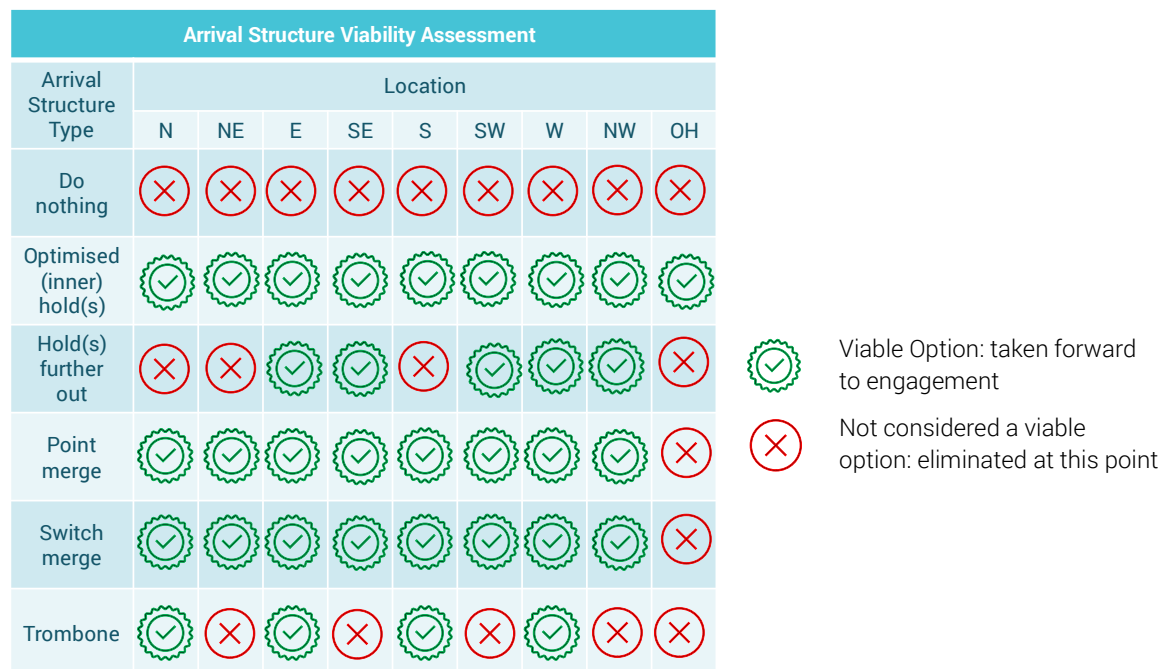 Arrival Structure Viability Assessment
Arrival
Structure
Type
Location
N NE E SE S SW W NW OH
Do
nothing
Optimised
(inner)
hold(s)
Hold(s)
further
out
Point
merge
Switch
merge
Trombone
Viable Option: taken forward
to engagement
Not considered a viable
option: eliminated at this point